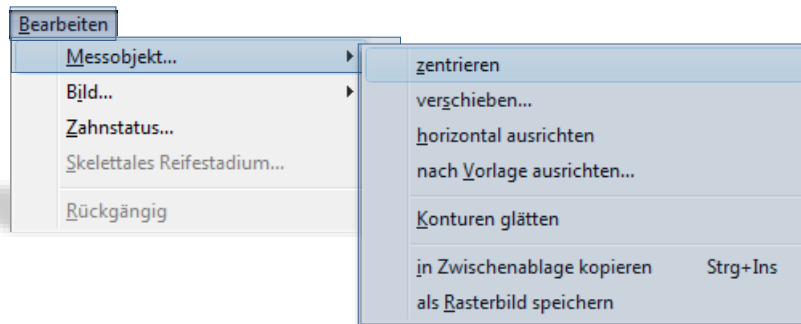 Bearbeiten
Messobjekt...
Bild...
Zahnstatus...
Skelettales Reifestadium...
Rückgängig
zentrieren
verschieben...
horizontal ausrichten
nach Vorlage ausrichten...
Konturen glätten
in Zwischenablage kopieren Strg+Ins
als Rasterbild speichern